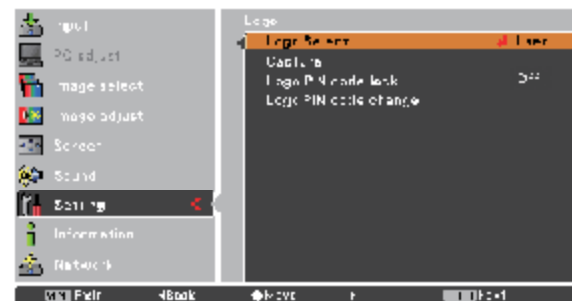 Input
PC adjust
Image select
Image adjust
Screen
Sound
Setting
Information
Network
Logo
Logo Select User
Capture
Logo PIN code lock Off
Logo PIN code change
Exit Back Move Next